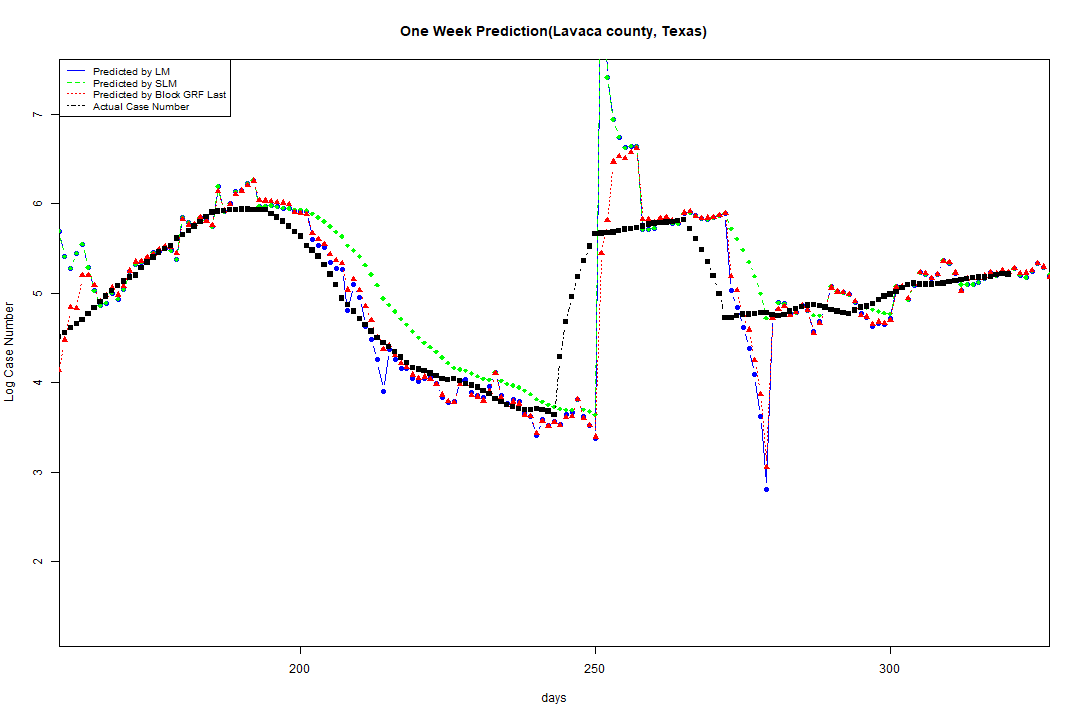 One Week Prediction(Lavaca county, Texas)
Predicted by LM
Predicted by SLM
Predicted by Block GRF Last
Actual Case Number
7
6
5
4
3
2
Log Case Number
200
250
300
days